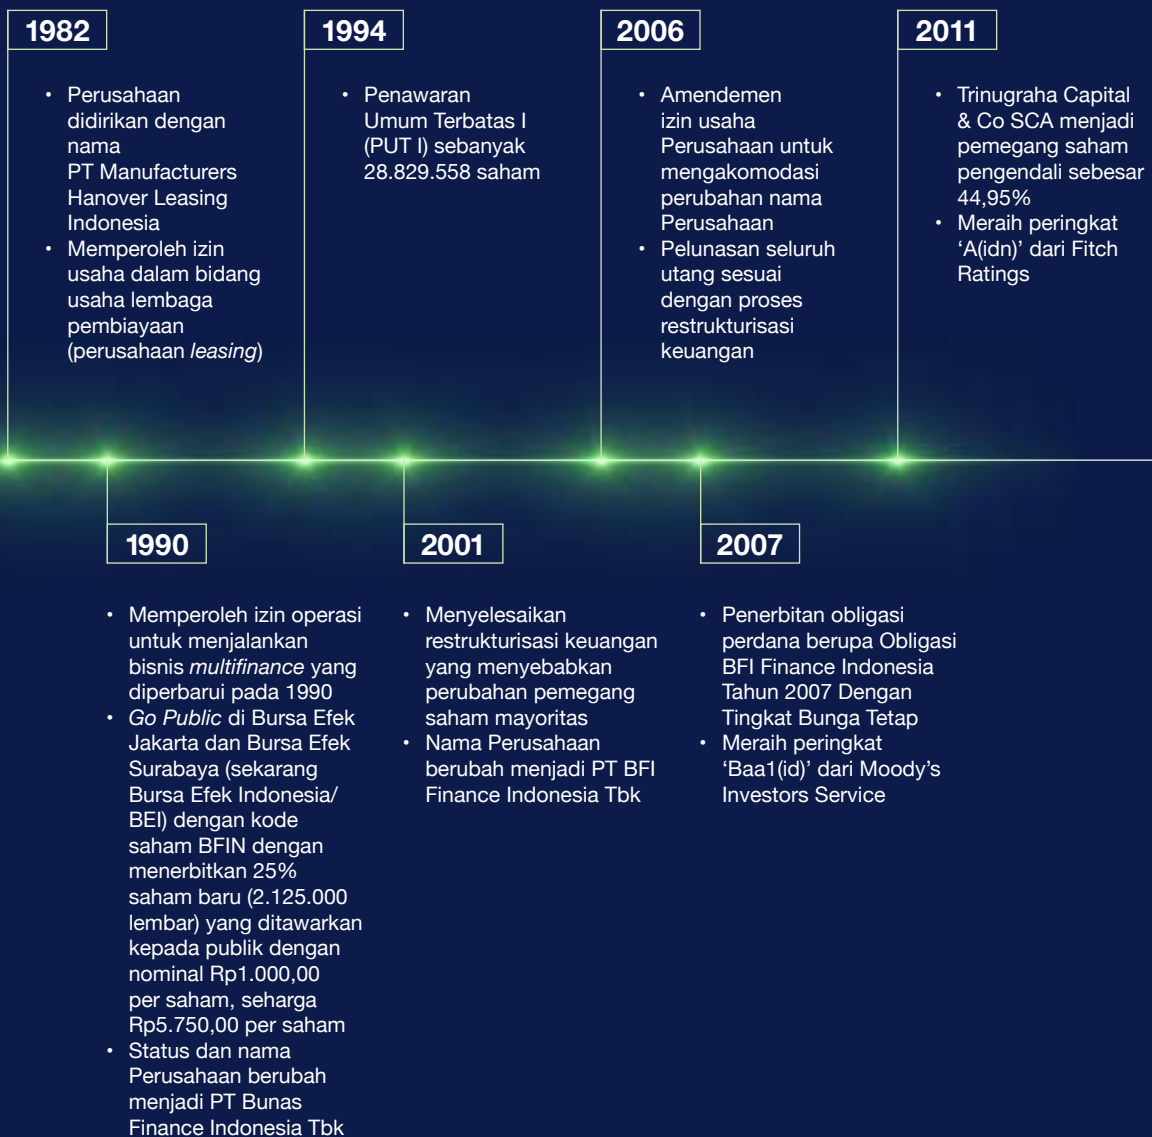 1982
• Perusahaan
didirikan dengan
nama
PT Manufacturers
Hanover Leasing
Indonesia
• Memperoleh izin
usaha dalam bidang
usaha lembaga
pembiayaan
(perusahaan leasing)
1990
• Memperoleh izin operasi
untuk menjalankan
bisnis multifinance yang
diperbarui pada 1990
• Go Public di Bursa Efek
Jakarta dan Bursa Efek
Surabaya (sekarang
Bursa Efek Indonesia/
BEI) dengan kode
saham BFIN dengan
menerbitkan 25%
saham baru (2.125.000
lembar) yang ditawarkan
kepada publik dengan
nominal Rp1.000,00
per saham, seharga
Rp5.750,00 per saham
• Status dan nama
Perusahaan berubah
menjadi PT Bunas
Finance Indonesia Tbk
1994
• Penawaran
Umum Terbatas I
(PUT I) sebanyak
28.829.558 saham
2001
• Menyelesaikan
restrukturisasi keuangan
yang menyebabkan
perubahan pemegang
saham mayoritas
• Nama Perusahaan
berubah menjadi PT BFI
Finance Indonesia Tbk
2006
• Amendemen
izin usaha
Perusahaan untuk
mengakomodasi
perubahan nama
Perusahaan
• Pelunasan seluruh
utang sesuai
dengan proses
restrukturisasi
keuangan
2007
• Penerbitan obligasi
perdana berupa Obligasi
BFI Finance Indonesia
Tahun 2007 Dengan
Tingkat Bunga Tetap
• Meraih peringkat
‘Baa1(id)’ dari Moody’s
Investors Service
2011
• Trinugraha Capital
& Co SCA menjadi
pemegang saham
pengendali sebesar
44,95%
• Meraih peringkat
‘A(idn)’ dari Fitch
Ratings